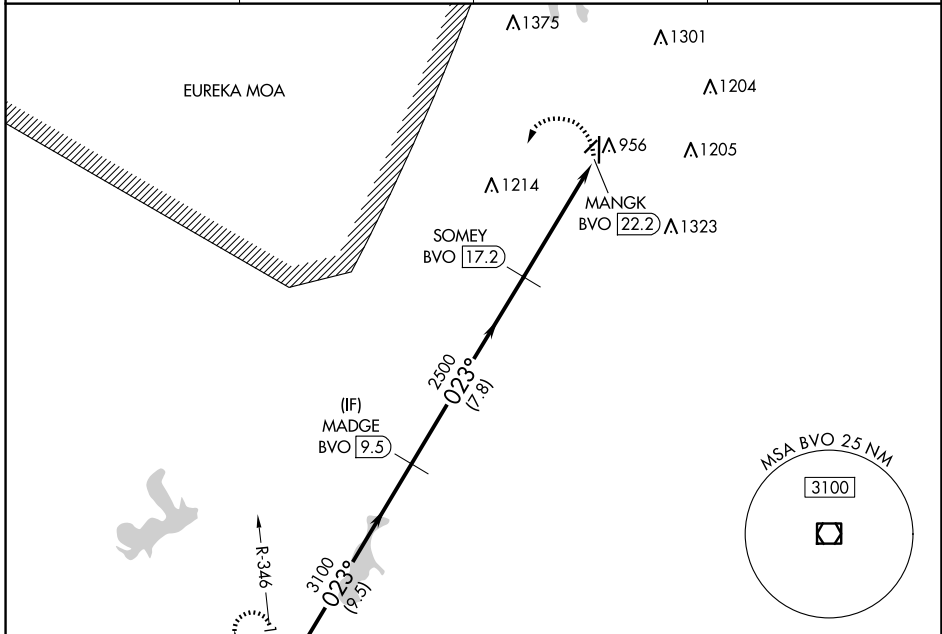 1375
1301
EUREKA MOA
1204
956
1205
1214
MANGK
BVO 22.2
1323
SOMEY
BVO 17.2
2500
023°
(7.8)
(IF)
MADGE
BVO 9.5
MSA BVO 25 NM
3100
R-346
3100
023°
(9.5)